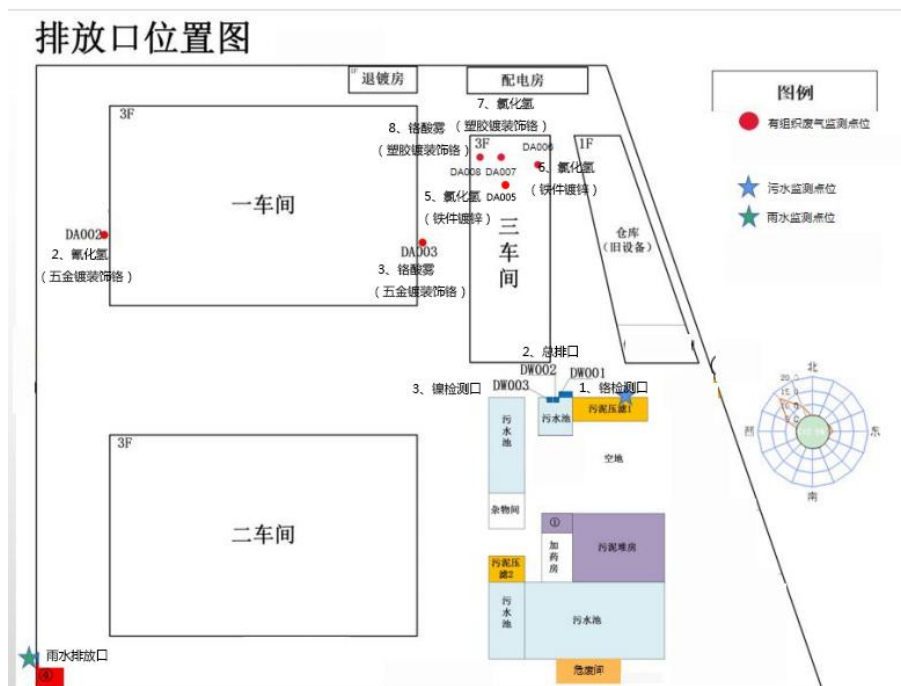 排放口位置图
退镀房
配电房
图例
有组织废气监测点位
污水监测点位
雨水监测点位
3F
一车间
DA002
2、氰化氢
（五金镀装饰铬）
DA003
3、铬酸雾
（五金镀装饰铬）
7、氯化氢
（塑胶镀装饰铬）
8、铬酸雾
（塑胶镀装饰铬）
3F
DA006
DA008
DA007
6、氯化氢
（铁件镀锌）
5、氯化氢
（铁件镀锌）
DA005
三车间
1F
仓库
（旧设备）
2、总排口
DW002
DW001
DW003
3、镍检测口
1、铬检测口
污水池
污水池
污泥压滤1
空地
杂物间
3F
二车间
①
加药房
污泥堆房
污泥压
滤2
污水池
污水池
危废间
雨水排放口
④
北
西
东
南
20
15.0